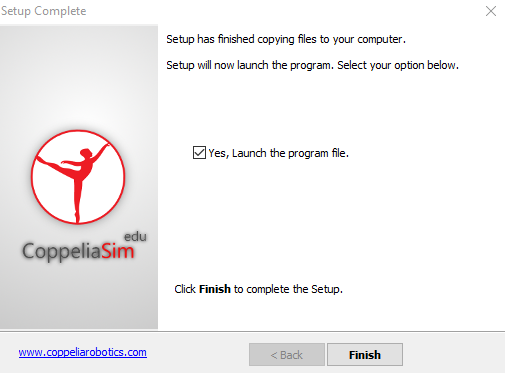 Setup Complete
Setup has finished copying files to your computer.
Setup will now launch the program. Select your option below.
Yes, Launch the program file.
edu
CoppeliaSim
Click Finish to complete the Setup.
www.coppeliarobotics.com
< Back
Finish